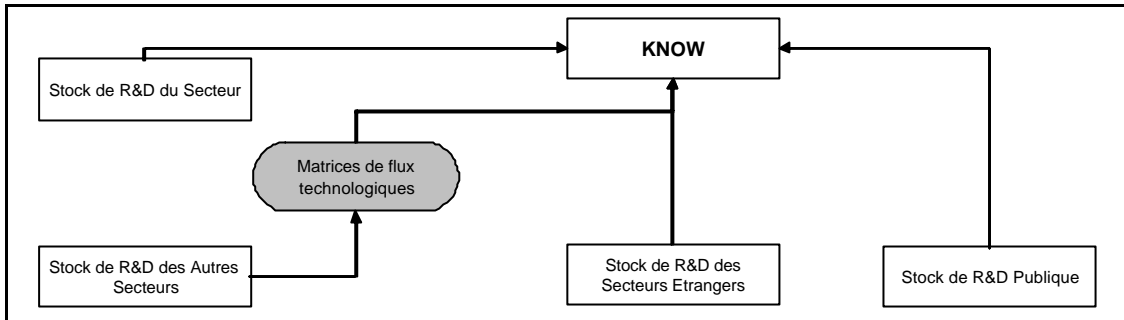 KNOW
Stock de R&D du Secteur
Matrices de flux
technologiques
Stock de R&D des Autres
Secteurs
Stock de R&D des
Secteurs Etrangers
Stock de R&D Publique